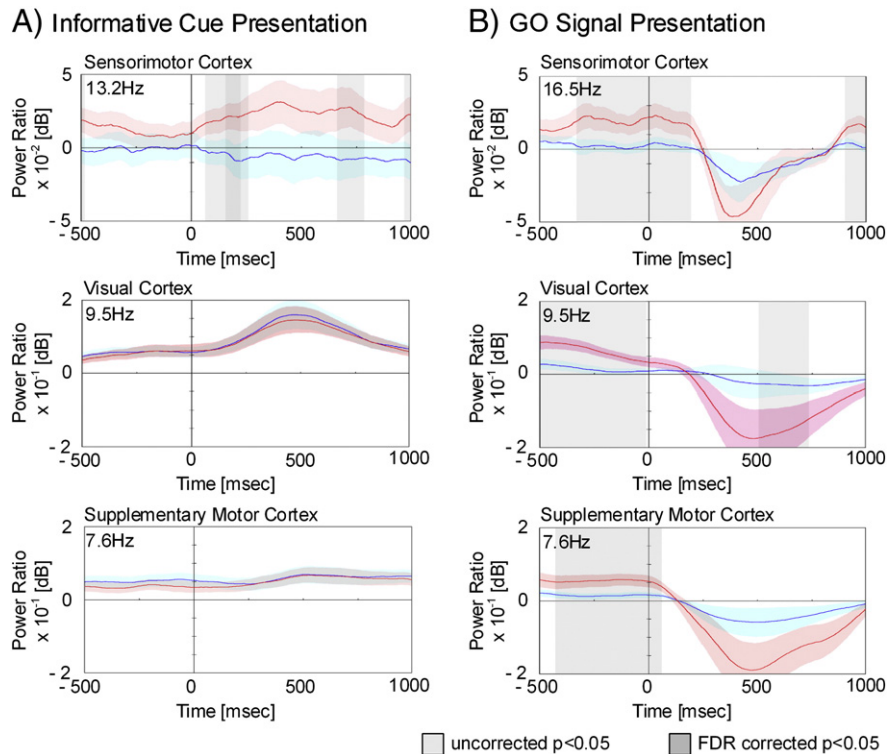 A) Informative Cue Presentation
Sensorimotor Cortex
13.2Hz
Power Ratio
x 10-2 [dB]
5
0
- 5
- 500
0
500
1000
Time [msec]
Visual Cortex
9.5Hz
Power Ratio
x 10-1 [dB]
2
0
- 2
- 500
0
500
1000
Time [msec]
Supplementary Motor Cortex
7.6Hz
Power Ratio
x 10-1 [dB]
2
0
- 2
- 500
0
500
1000
Time [msec]
B) GO Signal Presentation
Sensorimotor Cortex
16.5Hz
Power Ratio
x 10-2 [dB]
5
0
- 5
- 500
0
500
1000
Time [msec]
Visual Cortex
9.5Hz
Power Ratio
x 10-1 [dB]
2
0
- 2
- 500
0
500
1000
Time [msec]
Supplementary Motor Cortex
7.6Hz
Power Ratio
x 10-1 [dB]
2
0
- 2
- 500
0
500
1000
Time [msec]
uncorrected p<0.05
FDR corrected p<0.05